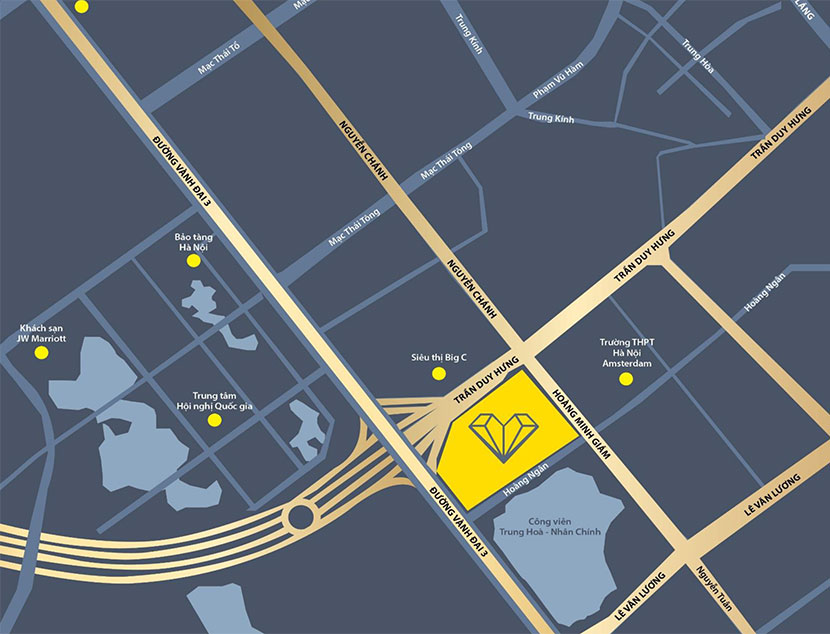 Mạc Thái Tổ
Trung Kính
Trung Hòa
LÁNG
Phạm Vũ Hàm
Trung Kính
TRẦN DUY HƯNG
ĐƯỜNG VÀNH ĐAI 3
NGUYỄN CHÁNH
Mạc Thái Tông
Mạc Thái Tông
Bảo tàng
Hà Nội
TRẦN DUY HƯNG
NGUYỄN CHÁNH
Hoàng Ngân
Khách sạn
JW Marriott
Siêu thị Big C
Trường THPT
Hà Nội
Amsterdam
TRẦN DUY HƯNG
Trung tâm
Hội nghị Quốc gia
HOÀNG MINH GIÁM
Hoàng Ngân
ĐƯỜNG VÀNH ĐAI 3
LÊ VĂN LƯƠNG
Công viên
Trung Hoà - Nhân Chính
LÊ VĂN LƯƠNG
Nguyễn Tuân